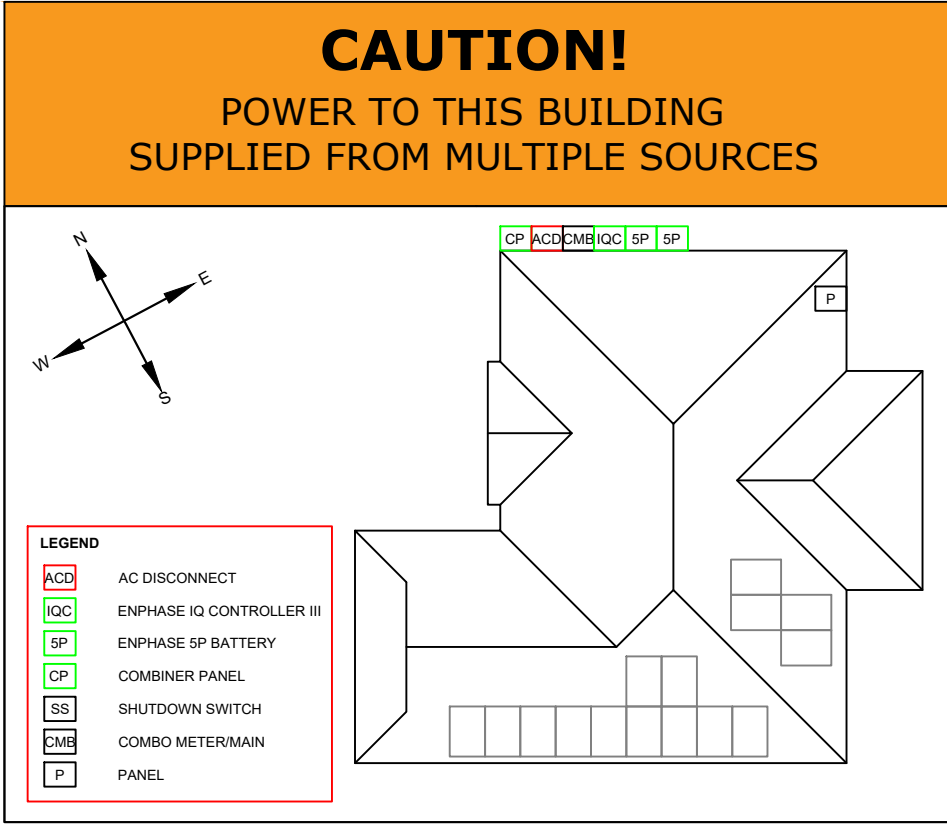 CAUTION!
POWER TO THIS BUILDING
SUPPLIED FROM MULTIPLE SOURCES
N
E
W
S
CP ACD CMB IQC 5P 5P
P
LEGEND
ACD AC DISCONNECT
IQC ENPHASE IQ CONTROLLER III
5P ENPHASE 5P BATTERY
CP COMBINER PANEL
SS SHUTDOWN SWITCH
CMB COMBO METER/MAIN
P PANEL